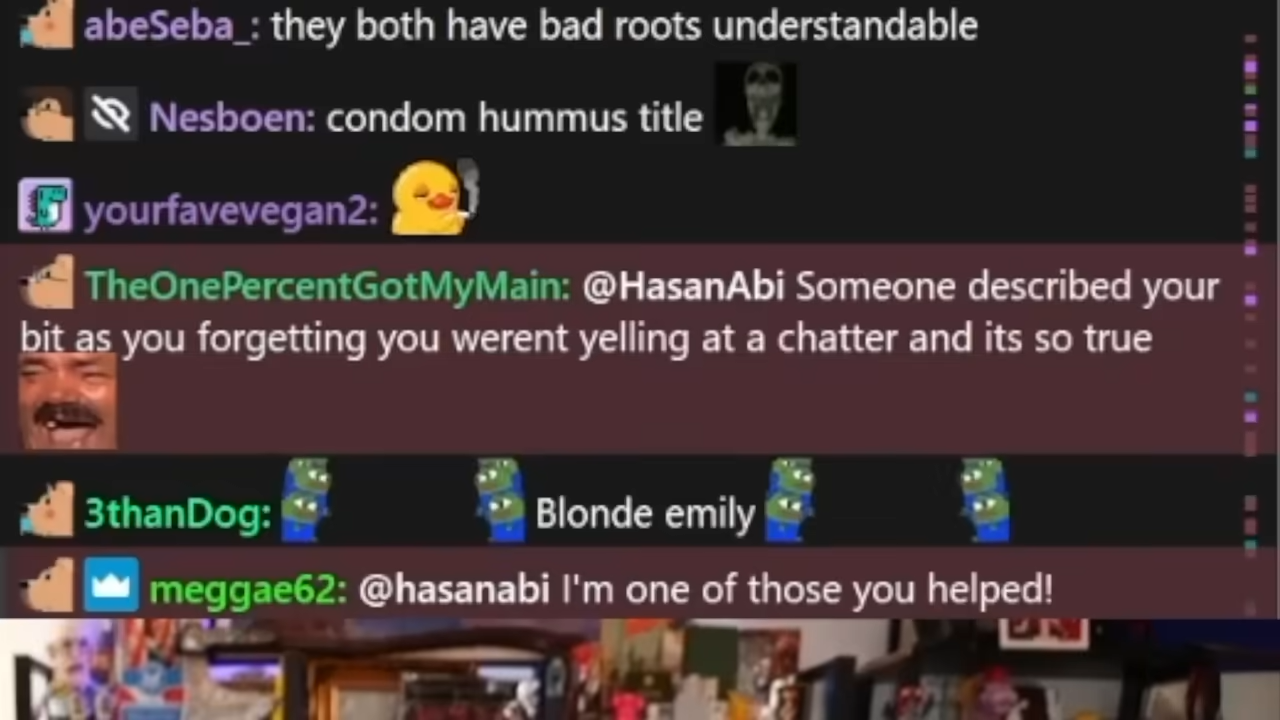 abeSeba_: they both have bad roots understandable
Nesboen: condom hummus title
yourfavevegan2:
TheOnePercentGotMyMain: @HasanAbi Someone described your
bit as you forgetting you werent yelling at a chatter and its so true
3thanDog: Blonde emily
meggae62: @hasanabi I'm one of those you helped!